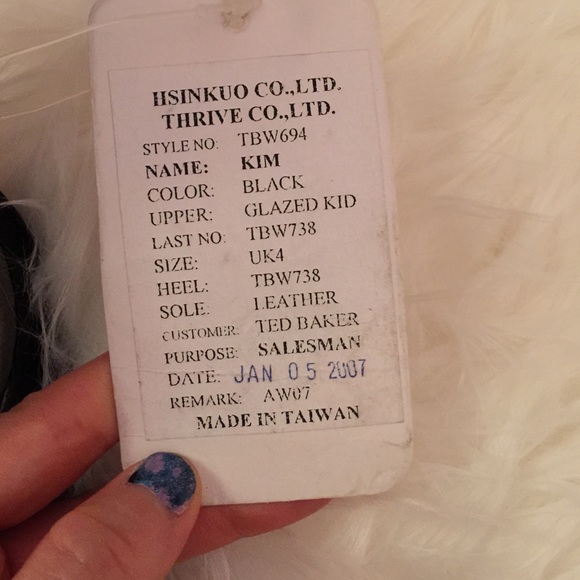 HSINKUO CO.,LTD.
THRIVE CO.,LTD.
STYLE NO: TBW694
NAME: KIM
COLOR: BLACK
UPPER: GLAZED KID
LAST NO: TBW738
SIZE: UK4
HEEL: TBW738
SOLE: LEATHER
CUSTOMER: TED BAKER
PURPOSE: SALESMAN
DATE: JAN 05 2007
REMARK: AW07
MADE IN TAIWAN